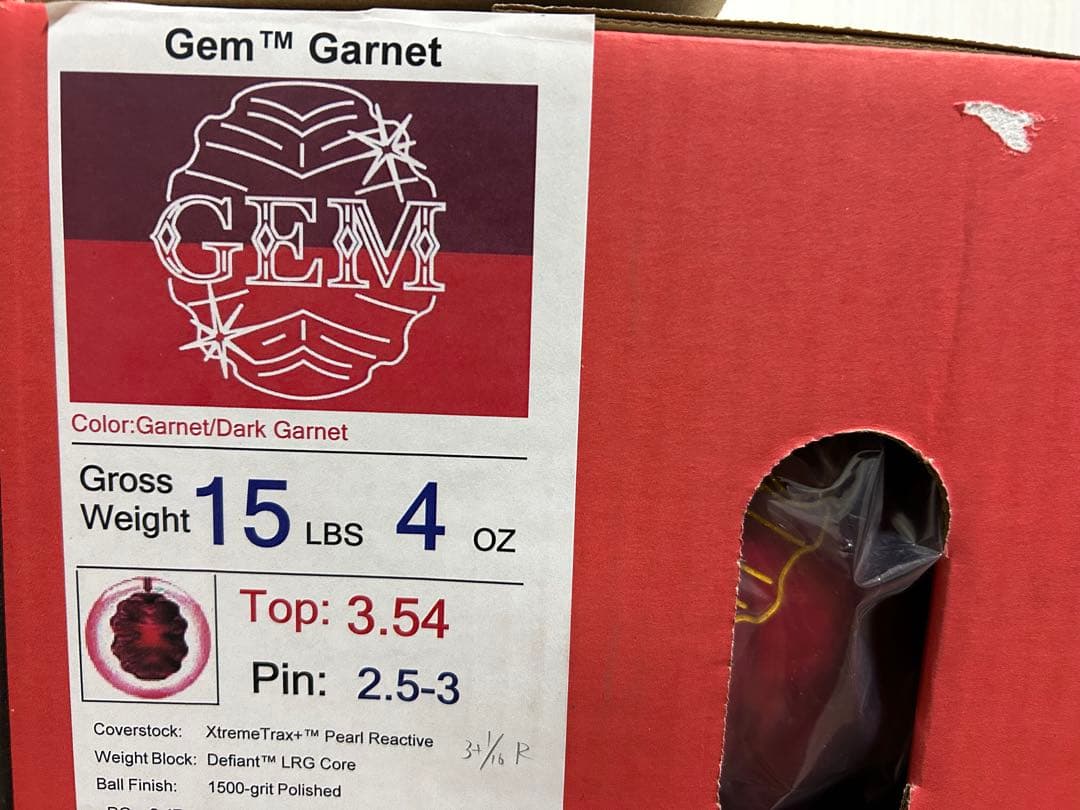 Gem™ Garnet
GEM
Color:Garnet/Dark Garnet
Gross Weight 15 LBS 4 OZ
Top: 3.54
Pin: 2.5-3
Coverstock: XtremeTrax+™ Pearl Reactive
Weight Block: Defiant™ LRG Core
3+1/16 R
Ball Finish: 1500-grit Polished